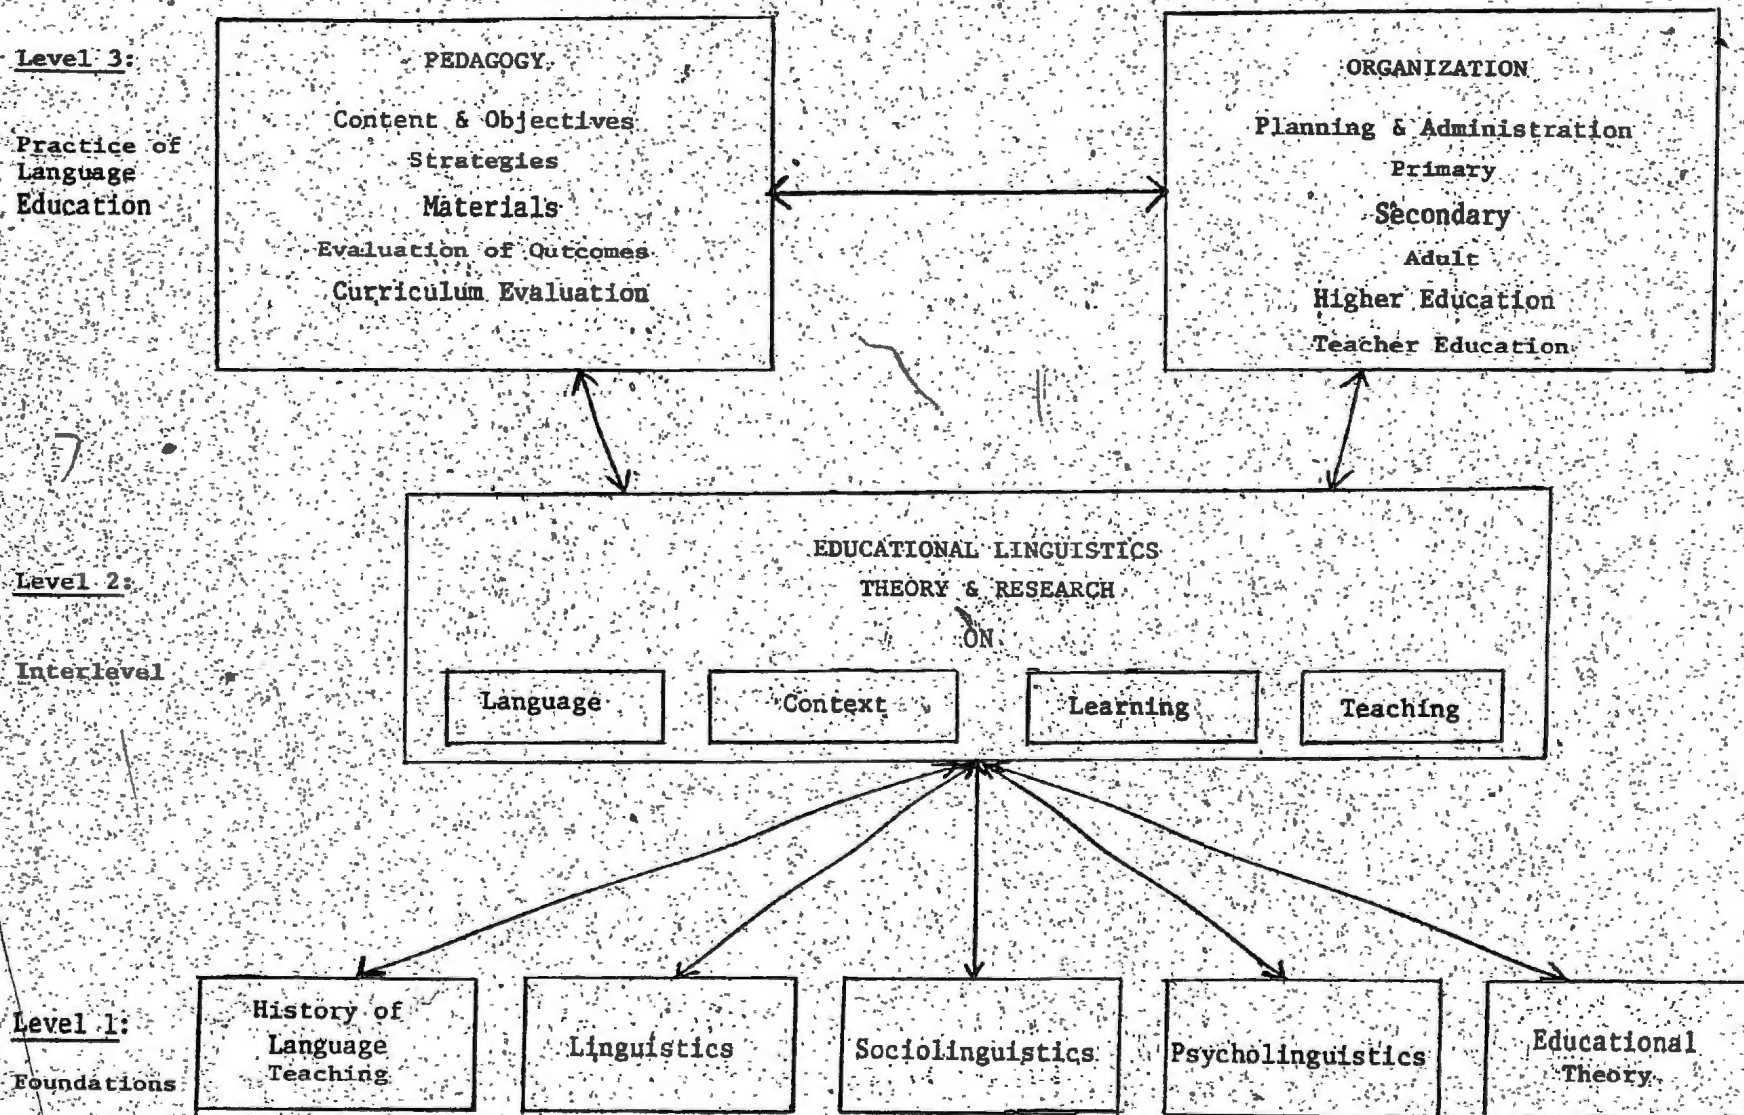 Level 3:
Practice of
Language
Education
PEDAGOGY
Content & Objectives
Strategies
Materials
Evaluation of Outcomes
Curriculum Evaluation
ORGANIZATION
Planning & Administration
Primary
Secondary
Adult
Higher Education
Teacher Education
Level 2:
Interlevel
EDUCATIONAL LINGUISTICS
THEORY & RESEARCH
ON
Language
Context
Learning
Teaching
Level 1:
Foundations
History of
Language
Teaching
Linguistics
Sociolinguistics
Psycholinguistics
Educational
Theory